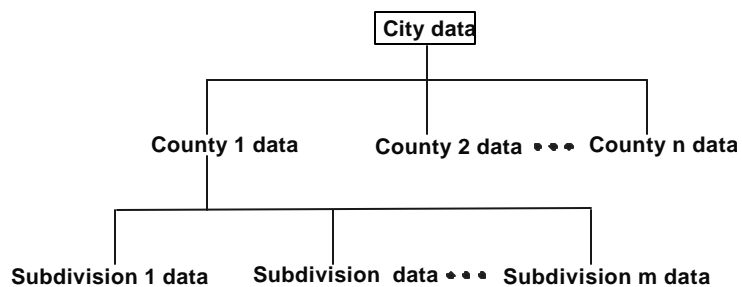 City data
County 1 data County 2 data ••• County n data
Subdivision 1 data Subdivision data ••• Subdivision m data